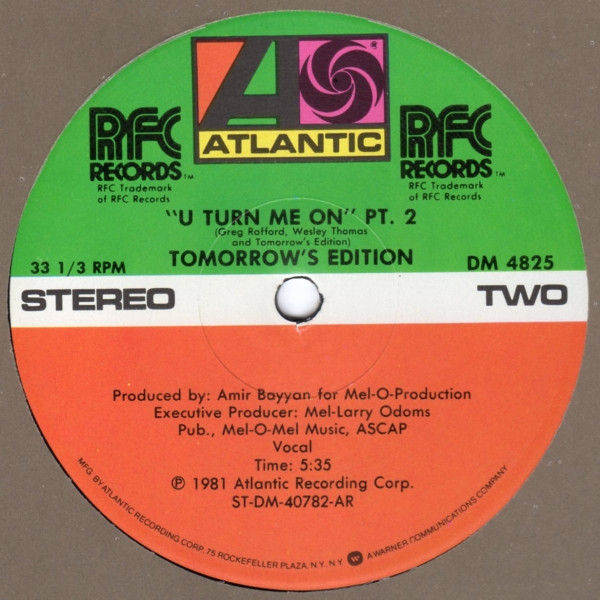 ATLANTIC
RFC
RECORDS™
RFC Trademark
of RFC Records
RFC
RECORDS™
RFC Trademark
of RFC Records
"U TURN ME ON" PT. 2
(Greg Rafford, Wesley Thomas
and Tomorrow's Edition)
33 1/3 RPM
TOMORROW'S EDITION
DM 4825
STEREO
TWO
Produced by: Amir Bayyan for Mel-O-Production
Executive Producer: Mel-Larry Odoms
Pub., Mel-O-Mel Music, ASCAP
Vocal
Time: 5:35
℗ 1981 Atlantic Recording Corp.
ST-DM-40782-AR
MFG. BY ATLANTIC RECORDING CORP. 75 ROCKEFELLER PLAZA, N.Y. N.Y. A WARNER COMMUNICATIONS COMPANY